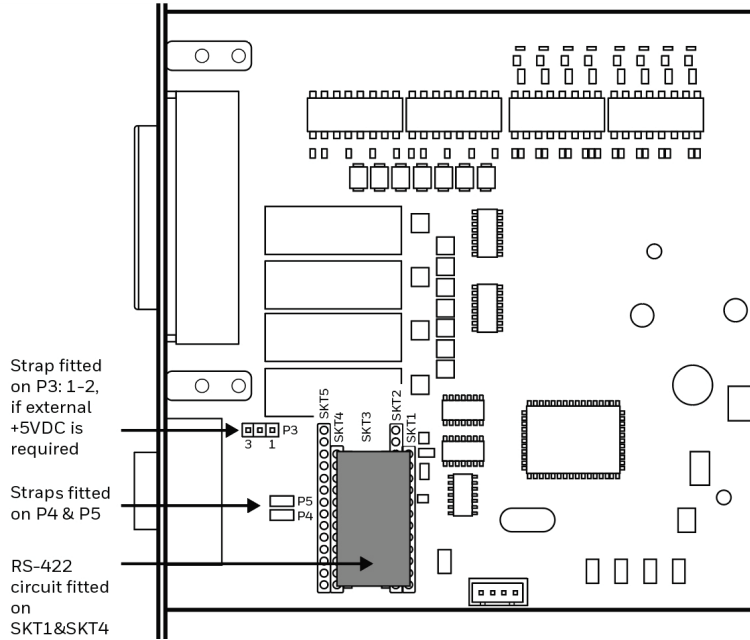 Strap fitted
on P3: 1-2,
if external
+5VDC is
required
Straps fitted
on P4 & P5
RS-422
circuit fitted
on
SKT1&SKT4
SKT5
SKT4
SKT3
SKT2
SKT1
P3
3 1
P5
P4